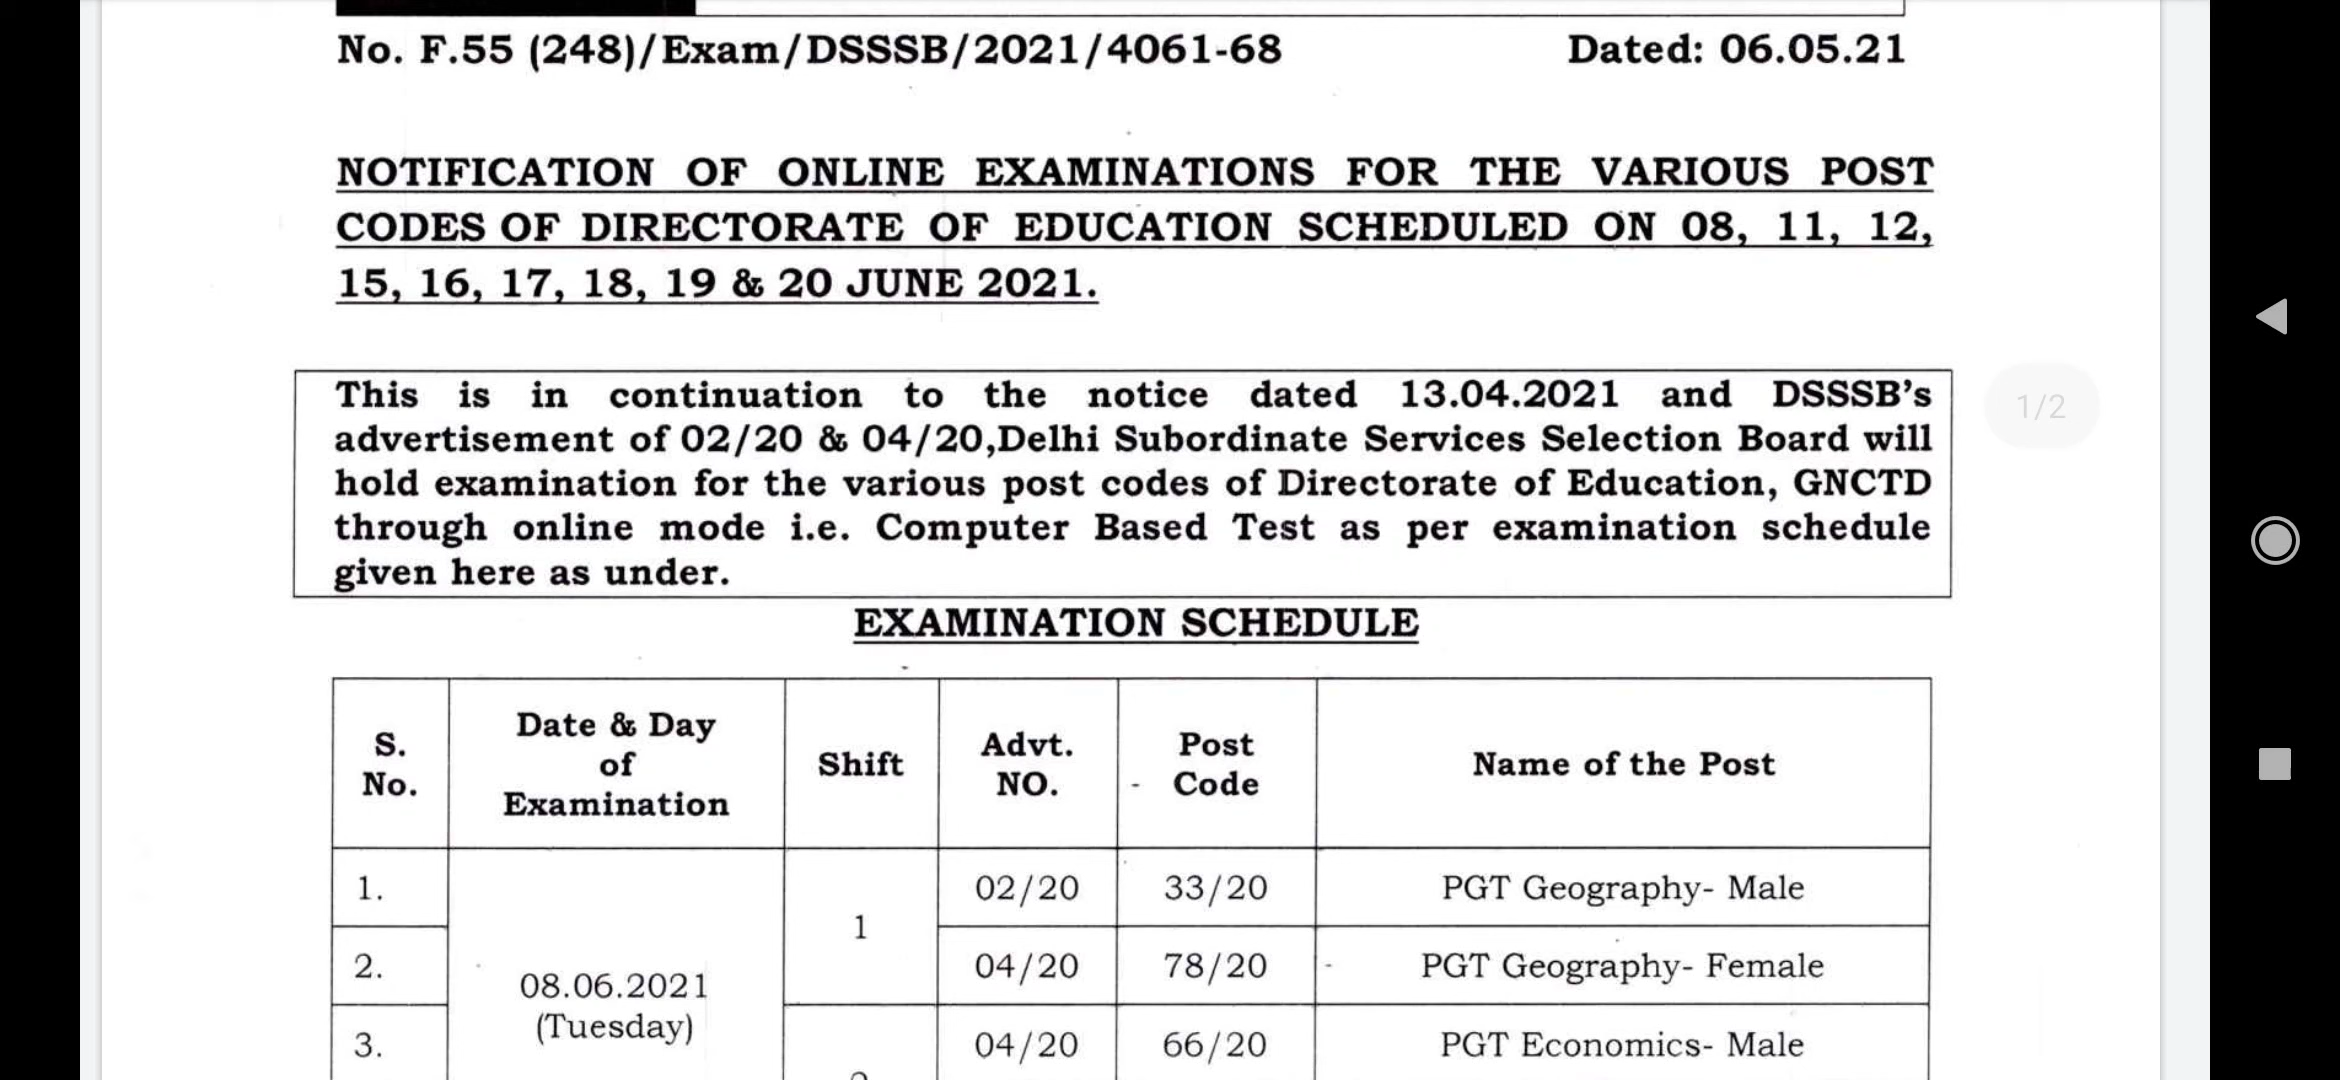 No. F.55 (248)/Exam/DSSSB/2021/4061-68 Dated: 06.05.21
NOTIFICATION OF ONLINE EXAMINATIONS FOR THE VARIOUS POST
CODES OF DIRECTORATE OF EDUCATION SCHEDULED ON 08, 11, 12,
15, 16, 17, 18, 19 & 20 JUNE 2021.
This is in continuation to the notice dated 13.04.2021 and DSSSB's
advertisement of 02/20 & 04/20,Delhi Subordinate Services Selection Board will
hold examination for the various post codes of Directorate of Education, GNCTD
through online mode i.e. Computer Based Test as per examination schedule
given here as under.
1/2
EXAMINATION SCHEDULE
S. No. Date & Day of Examination Shift Advt. NO. Post Code Name of the Post
1. 08.06.2021 (Tuesday) 1 02/20 33/20 PGT Geography- Male
2. 04/20 78/20 PGT Geography- Female
3. 04/20 66/20 PGT Economics- Male